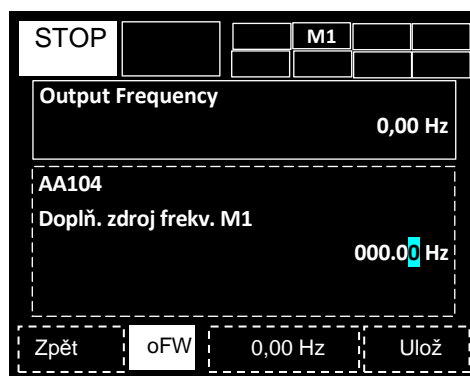 STOP M1
Output Frequency
0,00 Hz
AA104
Doplň. zdroj frekv. M1
000.00 Hz
Zpět oFW 0,00 Hz Ulož